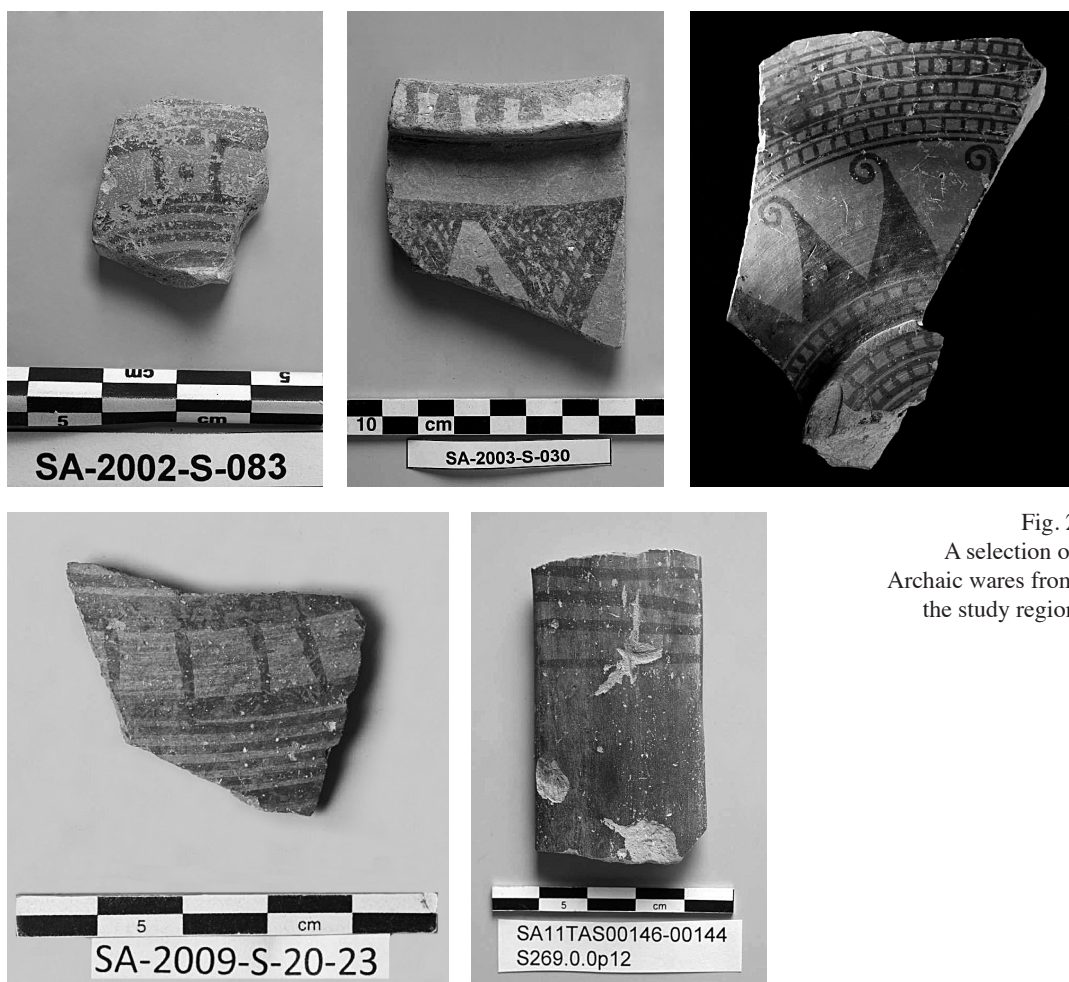 cm 5
5 cm
SA-2002-S-083
10 cm
SA-2003-S-030
Fig. 2
A selection o
Archaic wares from
the study region
5 cm
SA-2009-S-20-23
5 cm
SA11TAS00146-00144
S269.0.0p12